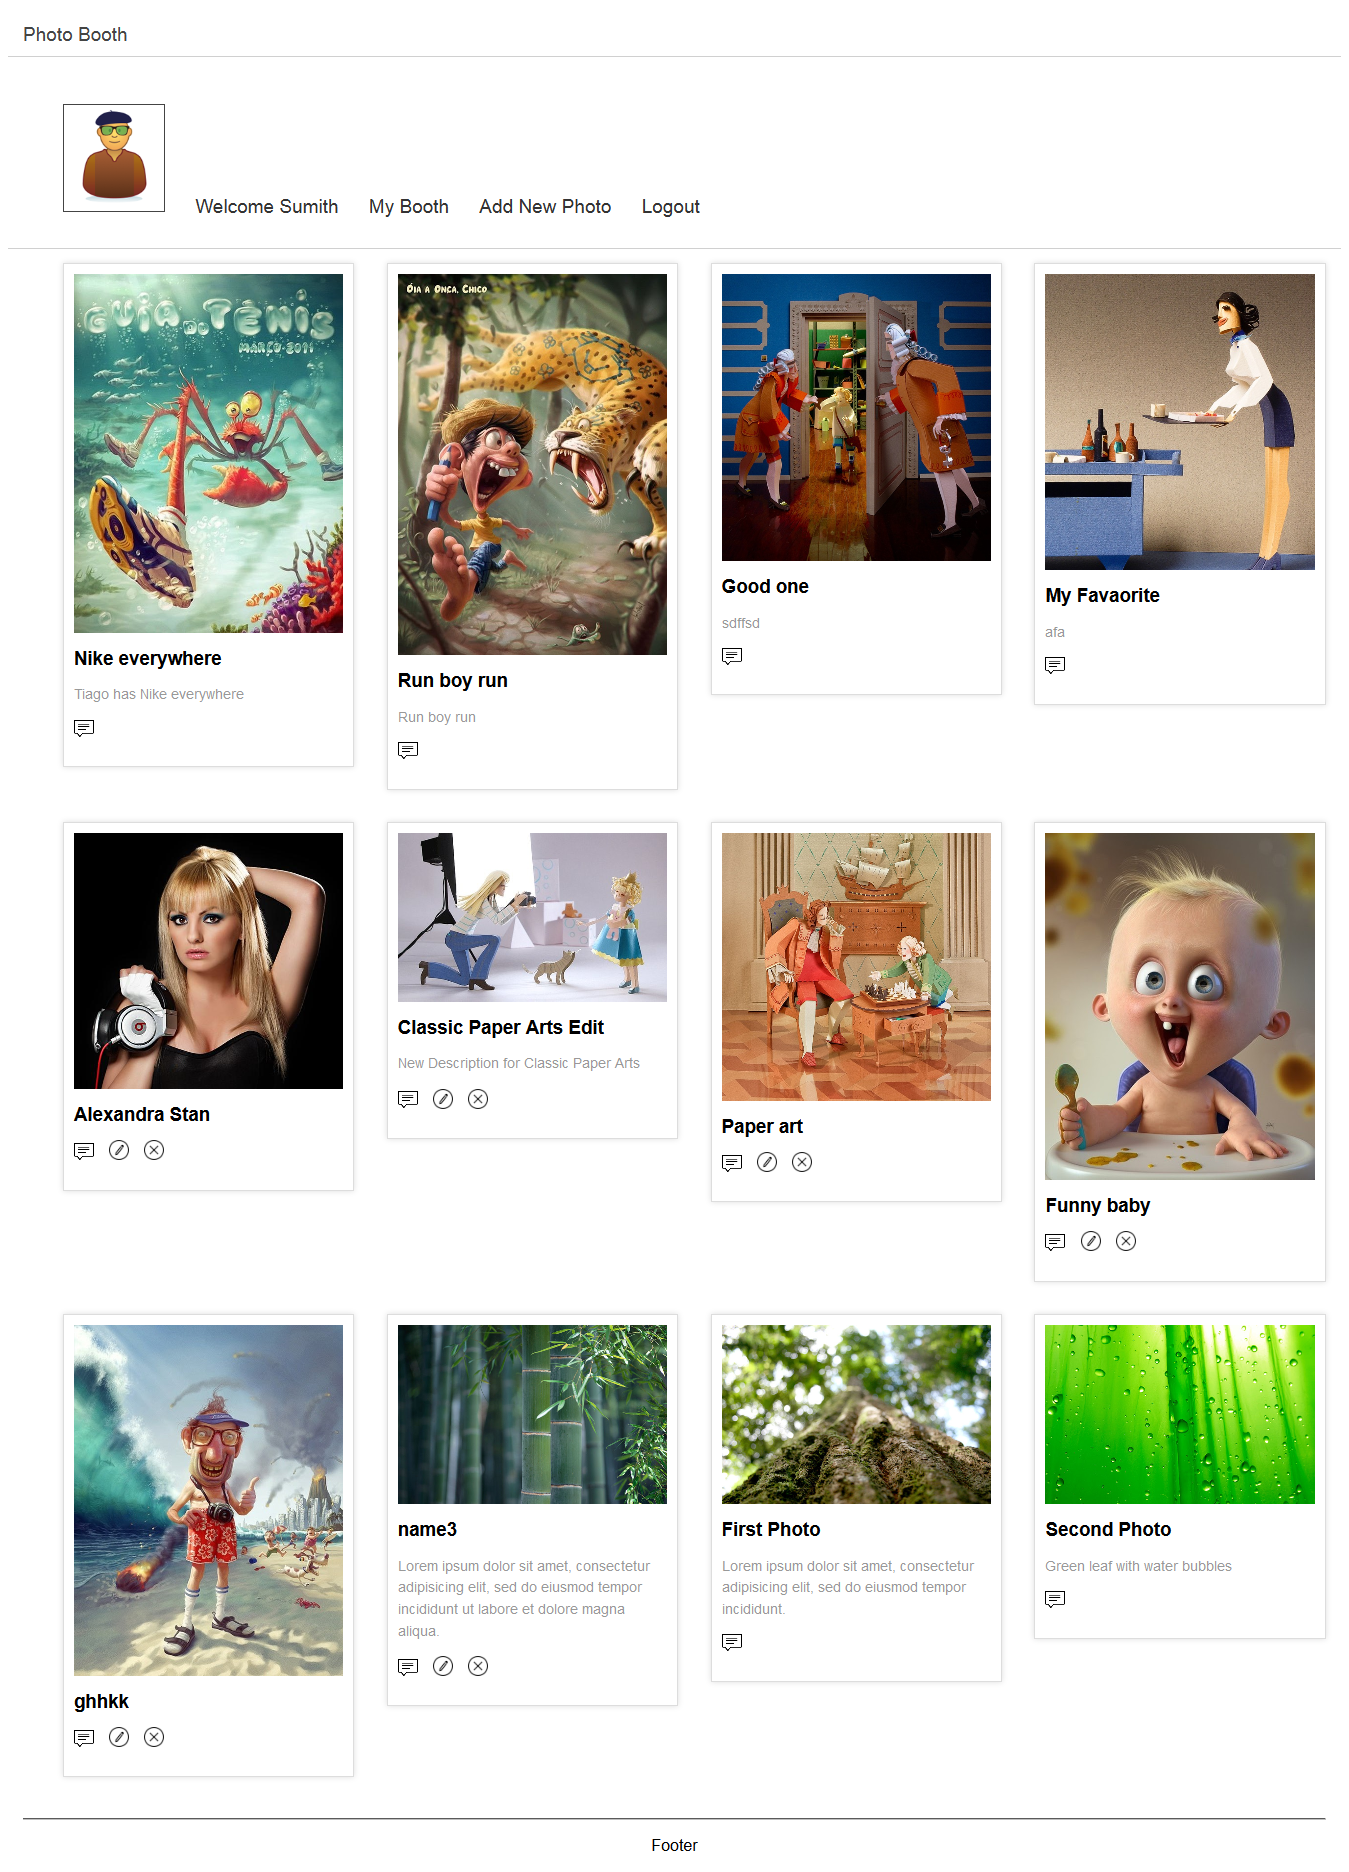 Photo Booth
Welcome Sumith
My Booth
Add New Photo
Logout
GUIA DO TÊNIS
MARÇO-2011
Nike everywhere
Tiago has Nike everywhere
ÓIA A ONCA, CHICO
Run boy run
Run boy run
Good one
sdffsd
My Favaorite
afa
Alexandra Stan
Classic Paper Arts Edit
New Description for Classic Paper Arts
Paper art
Funny baby
ghhkk
name3
Lorem ipsum dolor sit amet, consectetur
adipisicing elit, sed do eiusmod tempor
incididunt ut labore et dolore magna
aliqua.
First Photo
Lorem ipsum dolor sit amet, consectetur
adipisicing elit, sed do eiusmod tempor
incididunt.
Second Photo
Green leaf with water bubbles
Footer